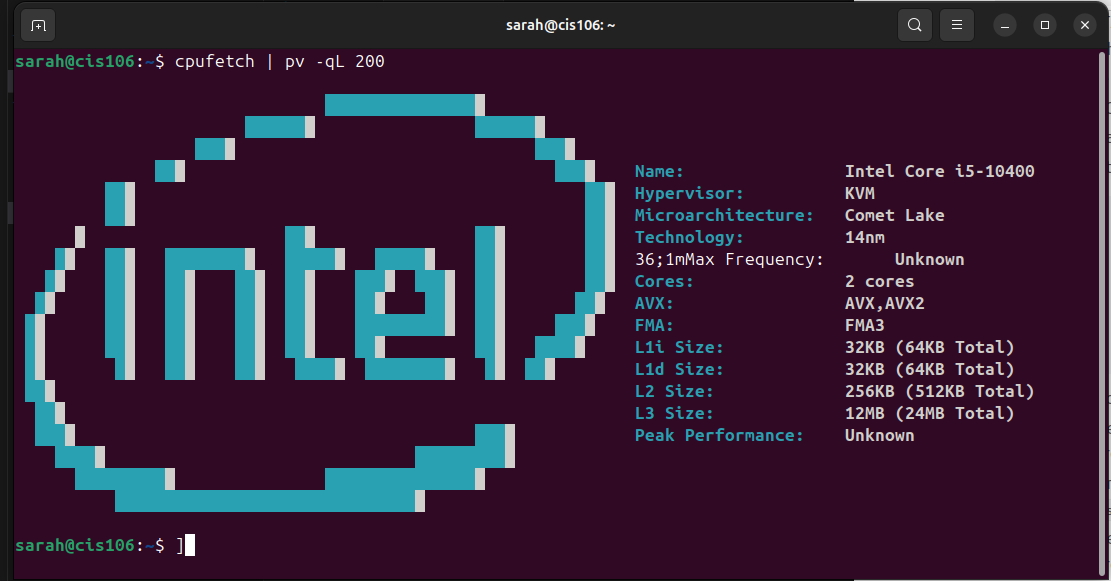 sarah@cis106: ~
sarah@cis106:~$ cpufetch | pv -qL 200
intel
Name: Intel Core i5-10400
Hypervisor: KVM
Microarchitecture: Comet Lake
Technology: 14nm
36;1mMax Frequency: Unknown
Cores: 2 cores
AVX: AVX,AVX2
FMA: FMA3
L1i Size: 32KB (64KB Total)
L1d Size: 32KB (64KB Total)
L2 Size: 256KB (512KB Total)
L3 Size: 12MB (24MB Total)
Peak Performance: Unknown
sarah@cis106:~$ ]